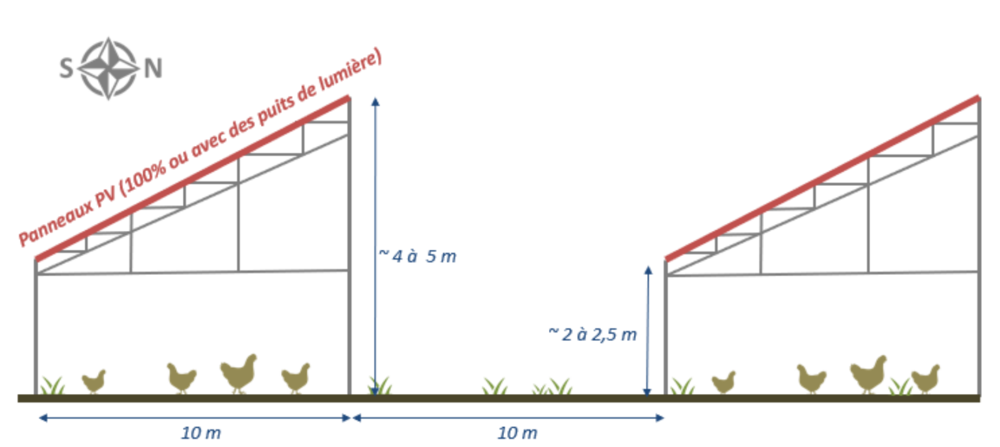 S N
Panneaux PV (100% ou avec des puits de lumière)
~ 4 à 5 m
~ 2 à 2,5 m
10 m
10 m